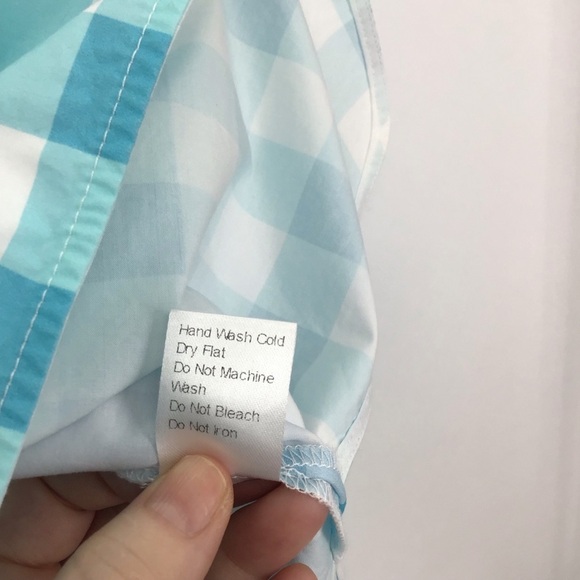 Hand Wash Cold
Dry Flat
Do Not Machine
Wash
Do Not Bleach
Do Not Iron